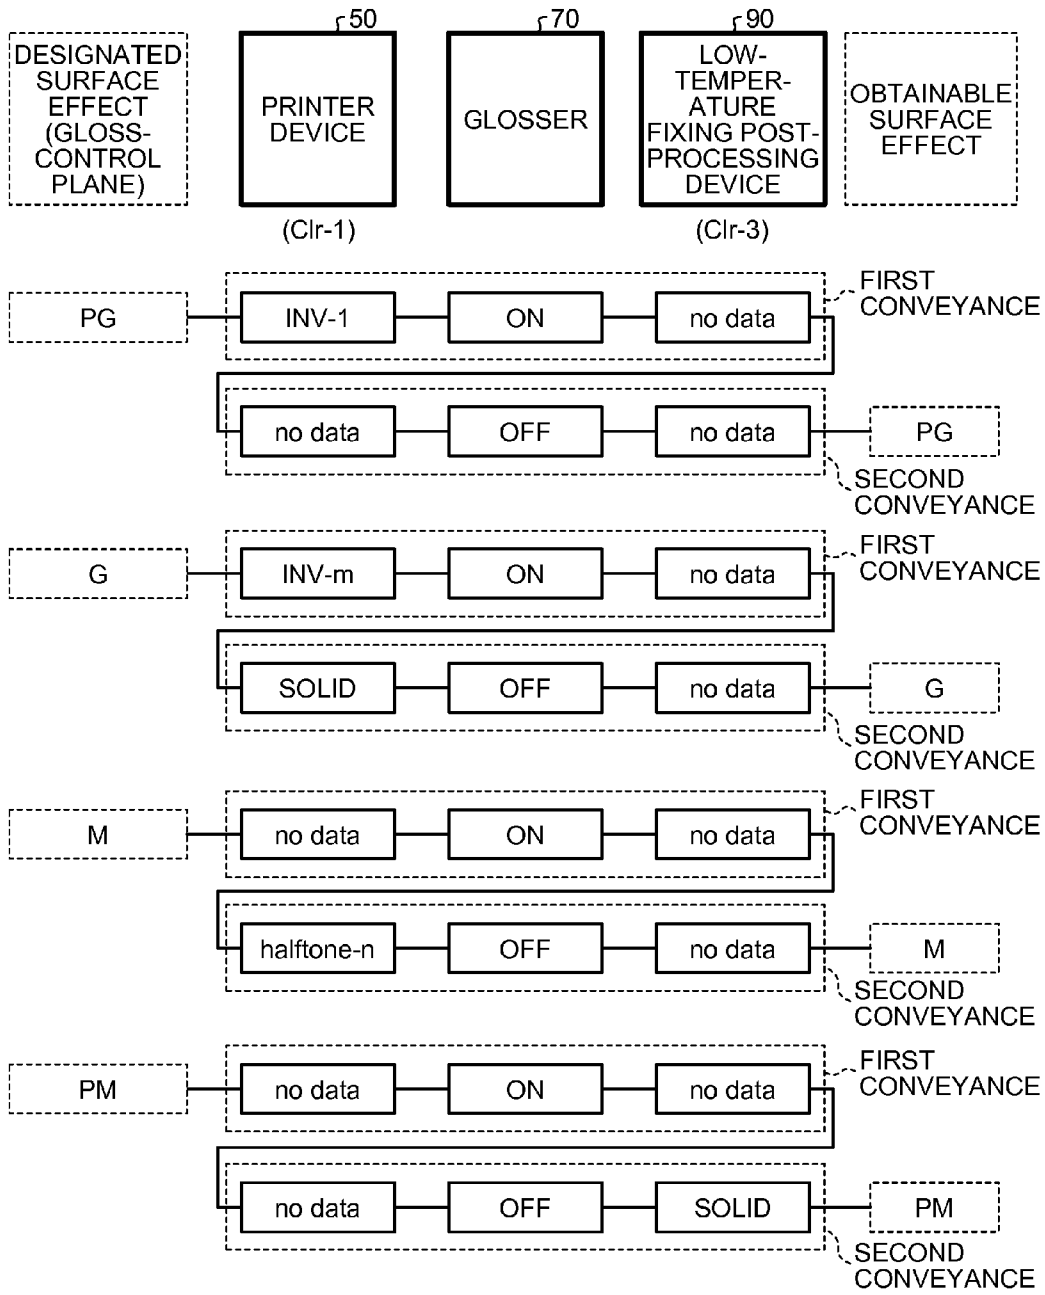 50
70
90
DESIGNATED
SURFACE
EFFECT
(GLOSS-
CONTROL
PLANE)
PRINTER
DEVICE
GLOSSER
LOW-
TEMPER-
ATURE
FIXING POST-
PROCESSING
DEVICE
OBTAINABLE
SURFACE
EFFECT
(Clr-1)
(Clr-3)
FIRST
CONVEYANCE
PG
INV-1
ON
no data
no data
OFF
no data
PG
SECOND
CONVEYANCE
FIRST
CONVEYANCE
G
INV-m
ON
no data
SOLID
OFF
no data
G
SECOND
CONVEYANCE
FIRST
CONVEYANCE
M
no data
ON
no data
halftone-n
OFF
no data
M
SECOND
CONVEYANCE
FIRST
CONVEYANCE
PM
no data
ON
no data
no data
OFF
SOLID
PM
SECOND
CONVEYANCE